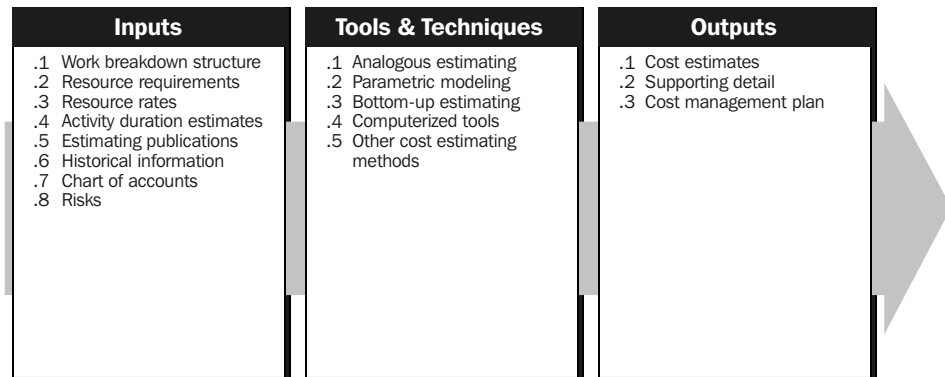 Inputs
.1 Work breakdown structure
.2 Resource requirements
.3 Resource rates
.4 Activity duration estimates
.5 Estimating publications
.6 Historical information
.7 Chart of accounts
.8 Risks
Tools & Techniques
.1 Analogous estimating
.2 Parametric modeling
.3 Bottom-up estimating
.4 Computerized tools
.5 Other cost estimating
methods
Outputs
.1 Cost estimates
.2 Supporting detail
.3 Cost management plan